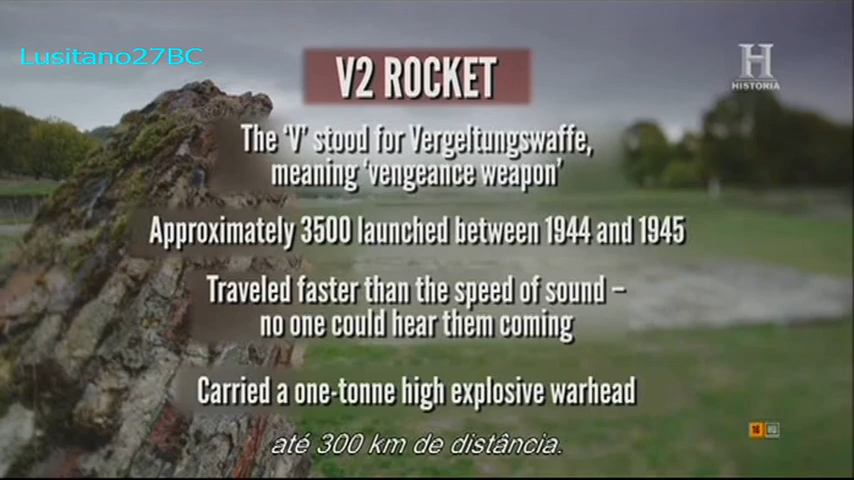 Lusitano27BC
V2 ROCKET
H
HISTORIA
The ‘V’ stood for Vergeltungswaffe,
meaning ‘vengeance weapon’
Approximately 3500 launched between 1944 and 1945
Traveled faster than the speed of sound –
no one could hear them coming
Carried a one-tonne high explosive warhead
até 300 km de distância.